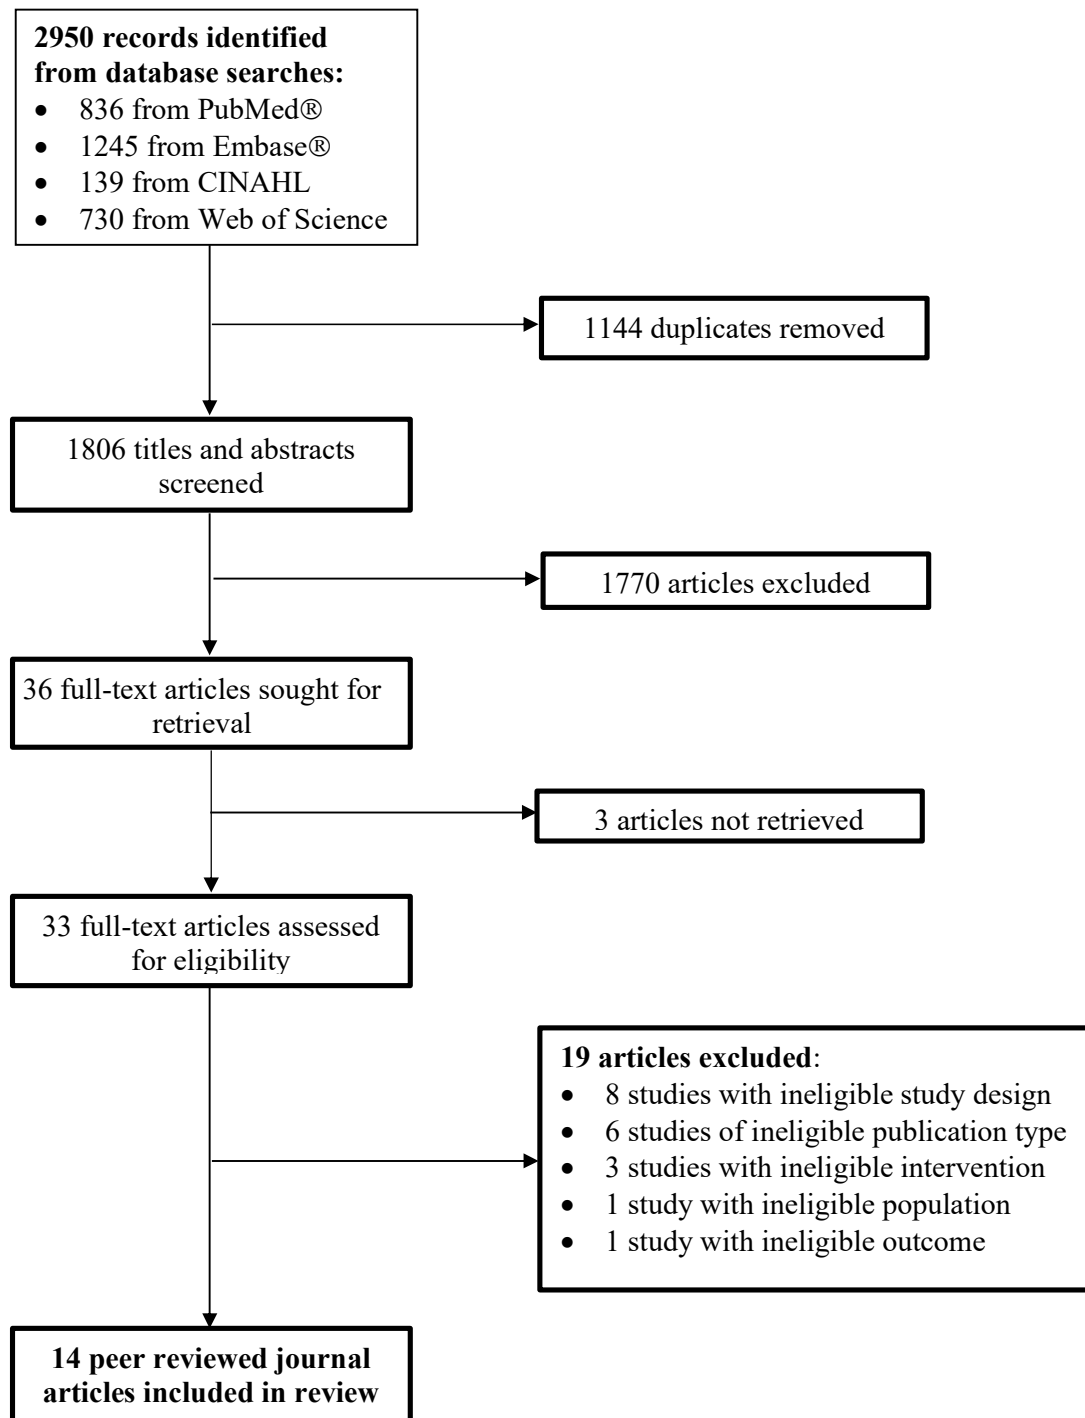 2950 records identified
from database searches:
• 836 from PubMed®
• 1245 from Embase®
• 139 from CINAHL
• 730 from Web of Science
1144 duplicates removed
1806 titles and abstracts
screened
1770 articles excluded
36 full-text articles sought for
retrieval
3 articles not retrieved
33 full-text articles assessed
for eligibility
19 articles excluded:
• 8 studies with ineligible study design
• 6 studies of ineligible publication type
• 3 studies with ineligible intervention
• 1 study with ineligible population
• 1 study with ineligible outcome
14 peer reviewed journal
articles included in review